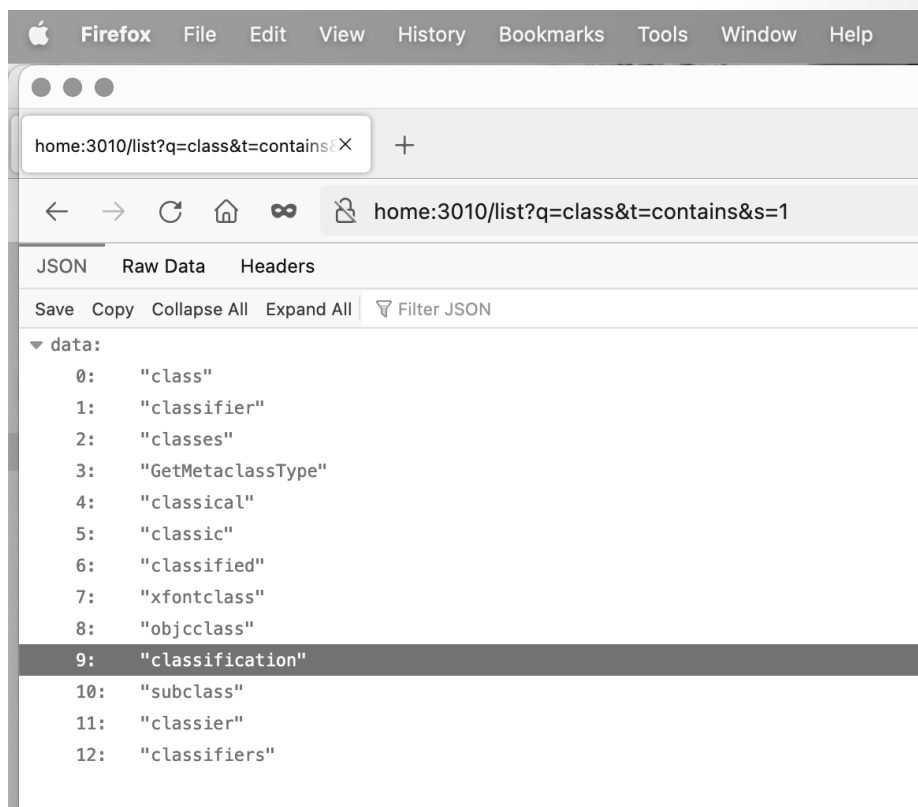 Firefox File Edit View History Bookmarks Tools Window Help
home:3010/list?q=class&t=contains
home:3010/list?q=class&t=contains&s=1
JSON Raw Data Headers
Save Copy Collapse All Expand All Filter JSON
data:
0: "class"
1: "classifier"
2: "classes"
3: "GetMetaclassType"
4: "classical"
5: "classic"
6: "classified"
7: "xfontclass"
8: "objcclass"
9: "classification"
10: "subclass"
11: "classier"
12: "classifiers"